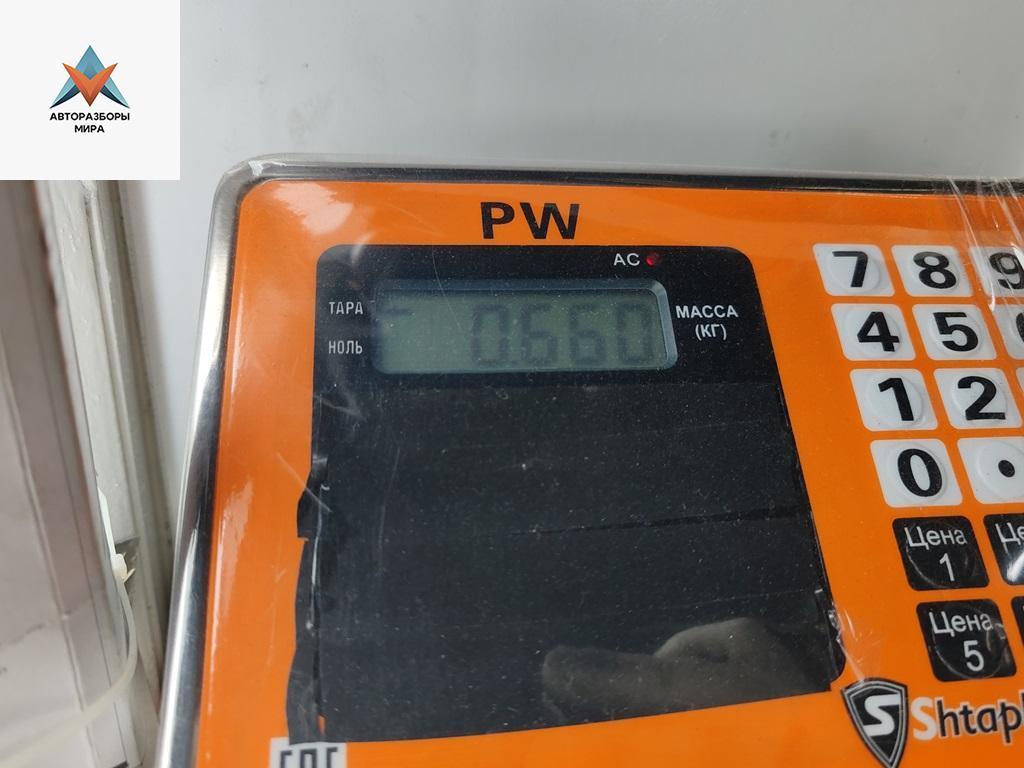 АВТОРАЗБОРЫ
МИРА
PW
AC
ТАРА
НОЛЬ
0.660
МАССА
(КГ)
7 8 9
4 5
1 2
0 •
Цена
1
Цена
5
S